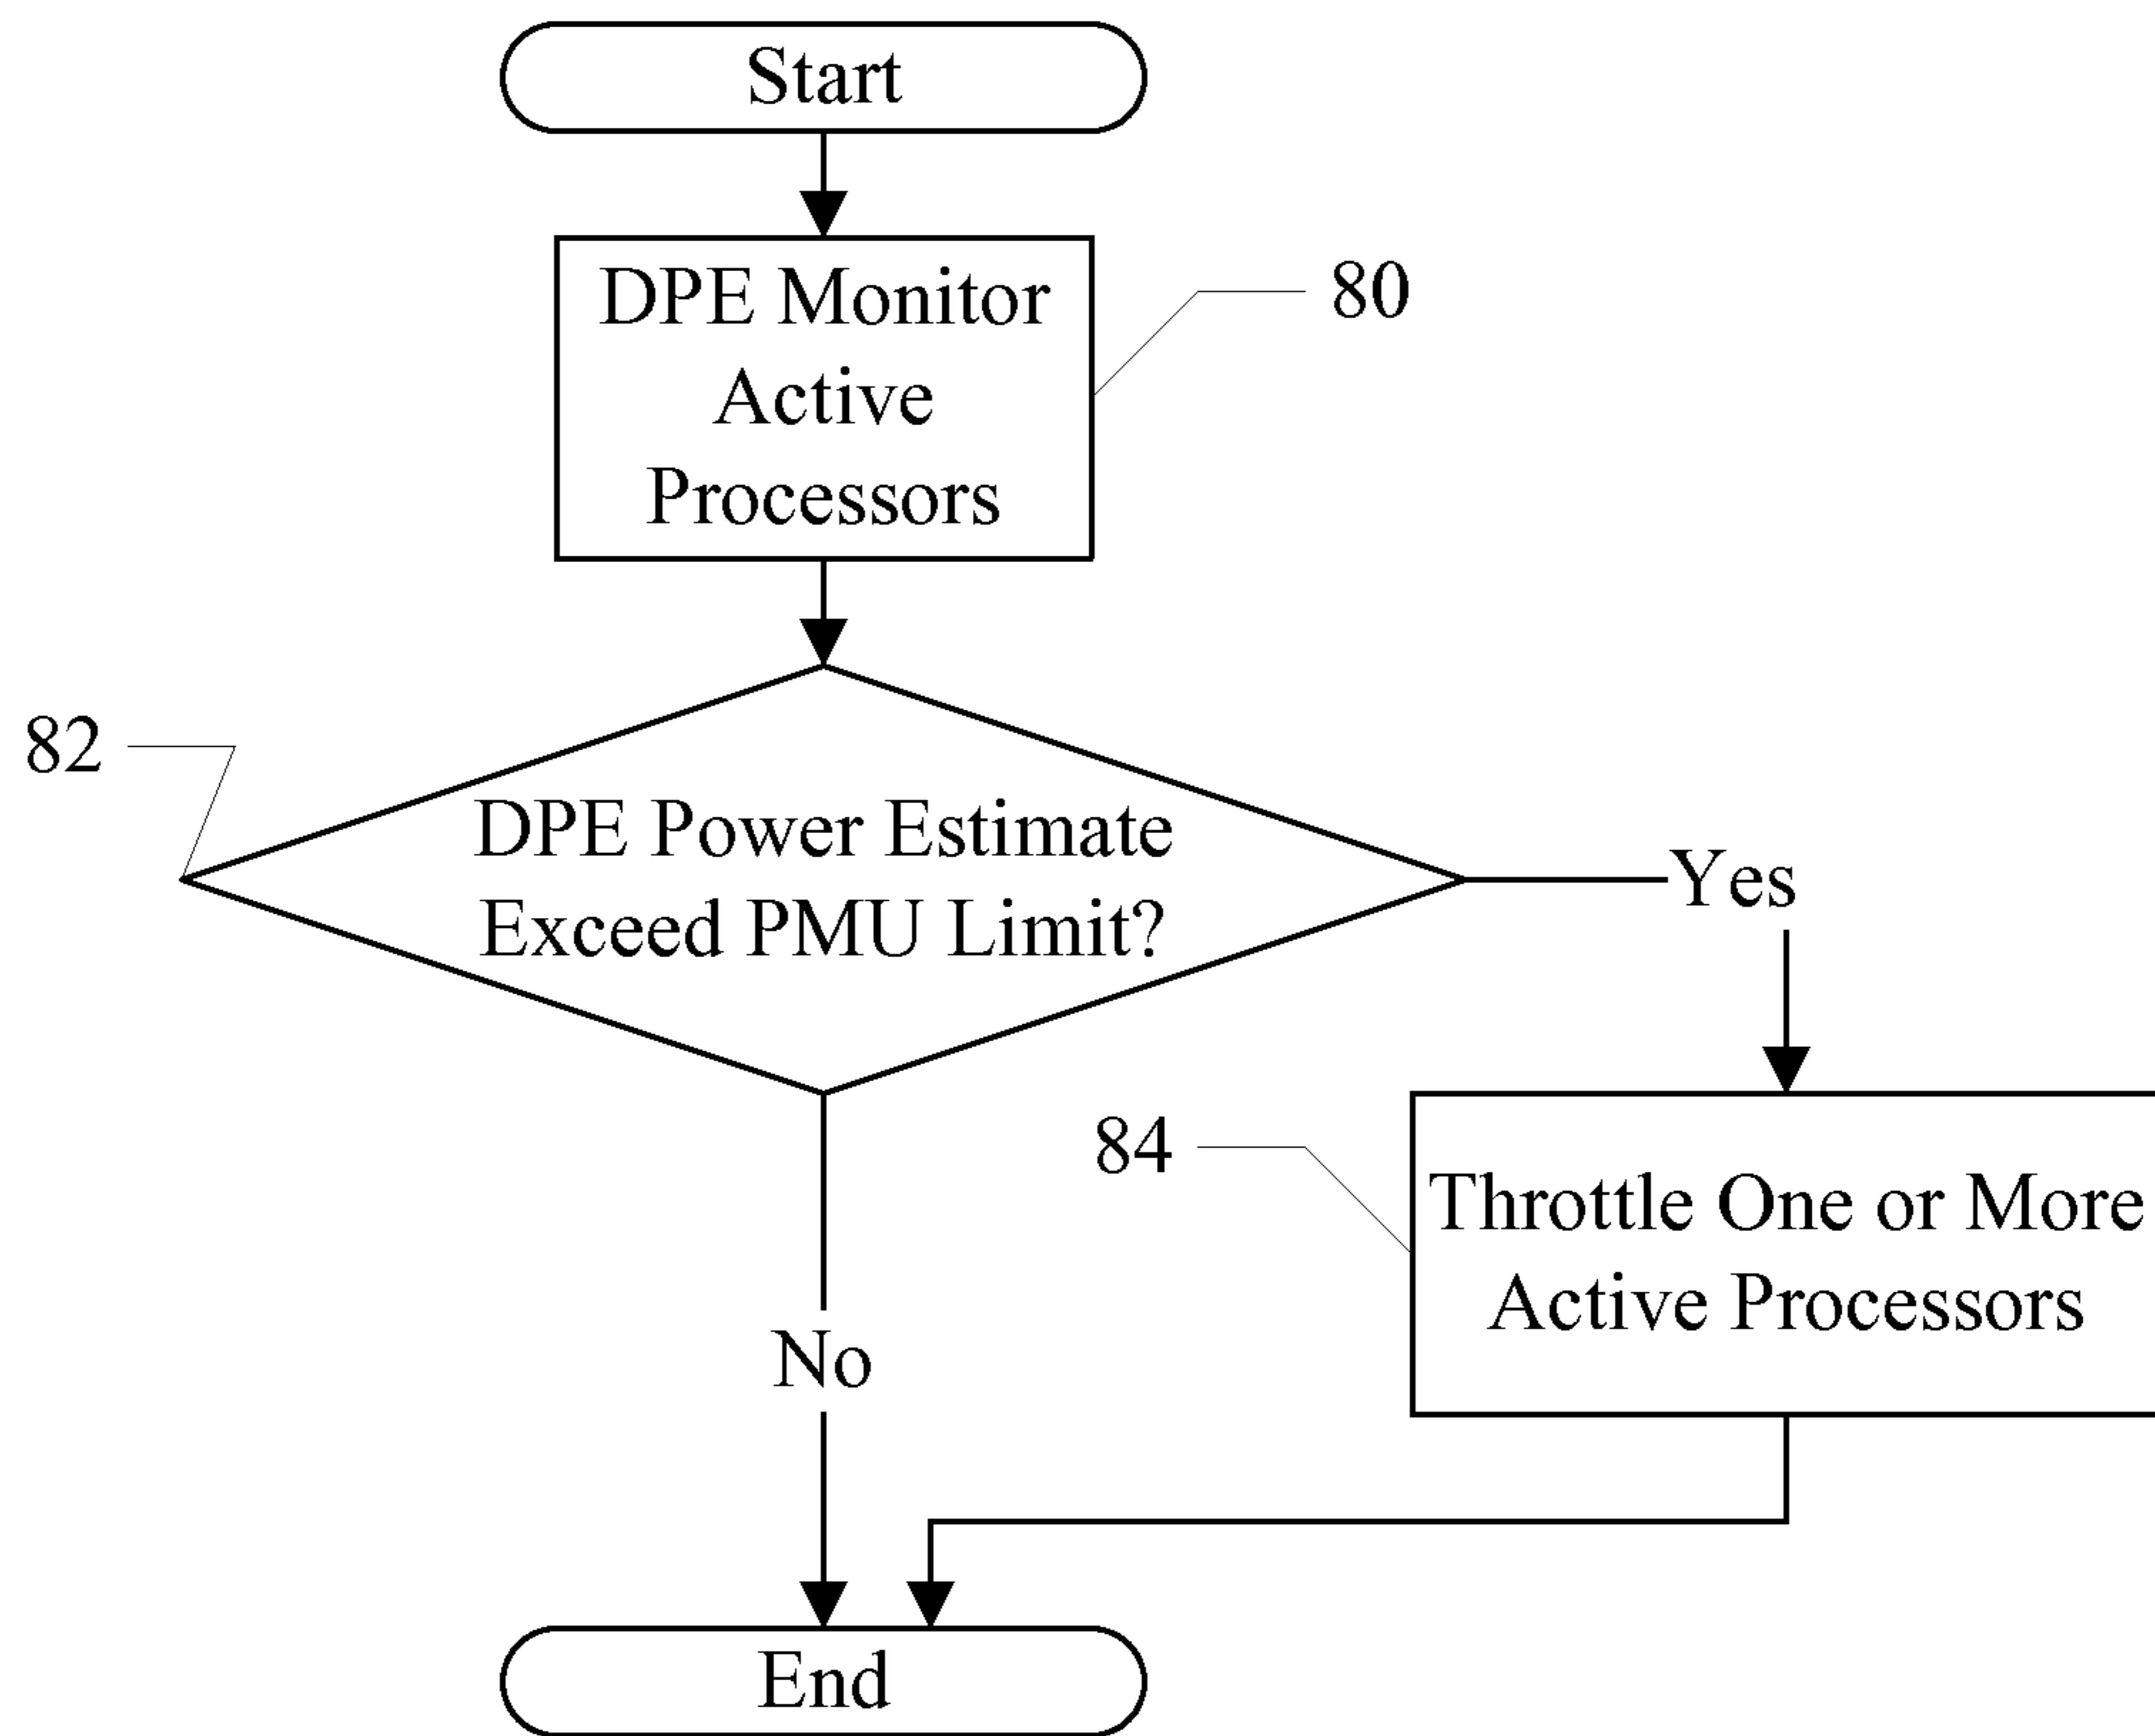 Start
DPE Monitor
Active
Processors
80
82
DPE Power Estimate
Exceed PMU Limit?
Yes
84
Throttle One or More
Active Processors
No
End